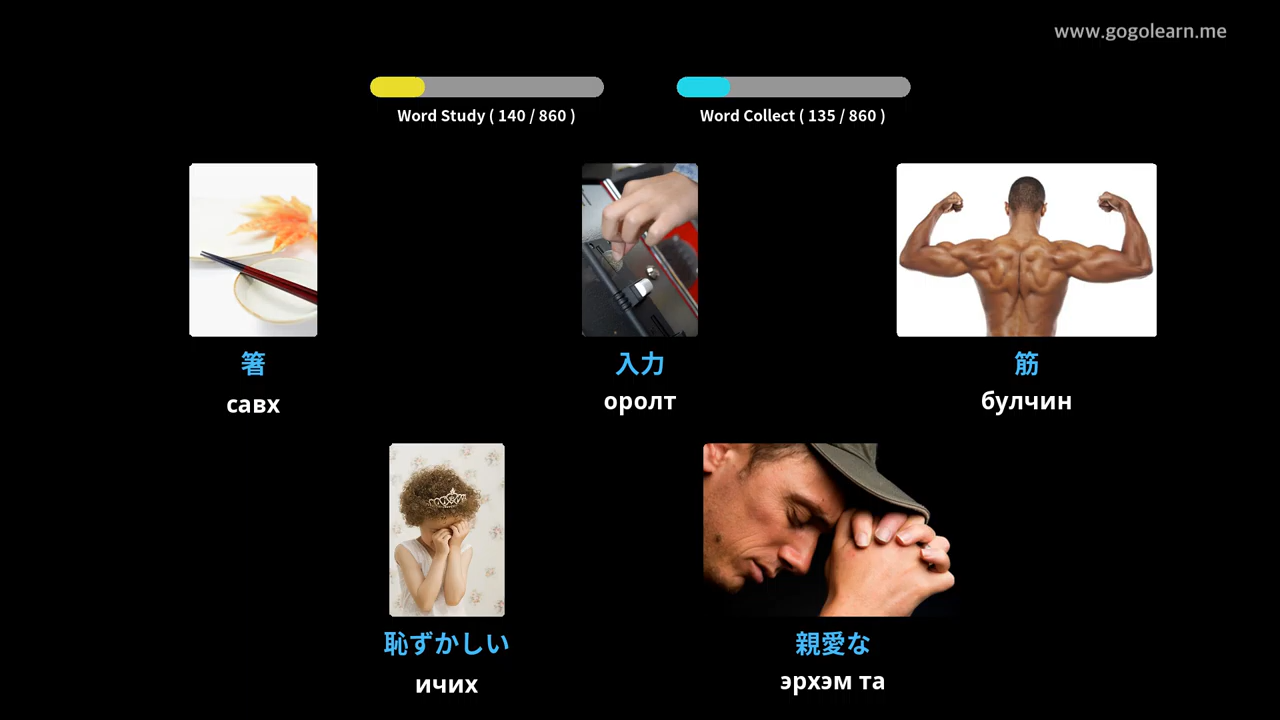 www.gogolearn.me
Word Study ( 140 / 860 )
Word Collect ( 135 / 860 )
箸
савх
入力
оролт
筋
булчин
恥ずかしい
ичих
親愛な
эрхэм та